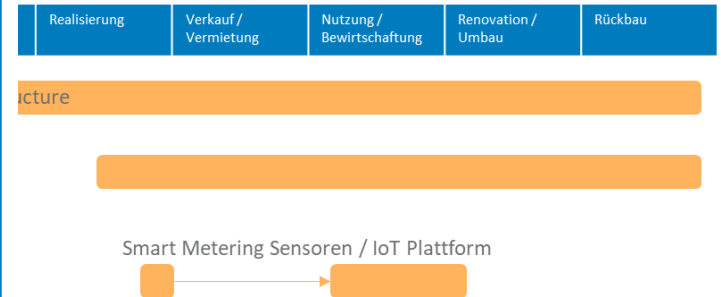 Realisierung
Verkauf /
Vermietung
Nutzung /
Bewirtschaftung
Renovation /
Umbau
Rückbau
ucture
Smart Metering Sensoren / IoT Plattform